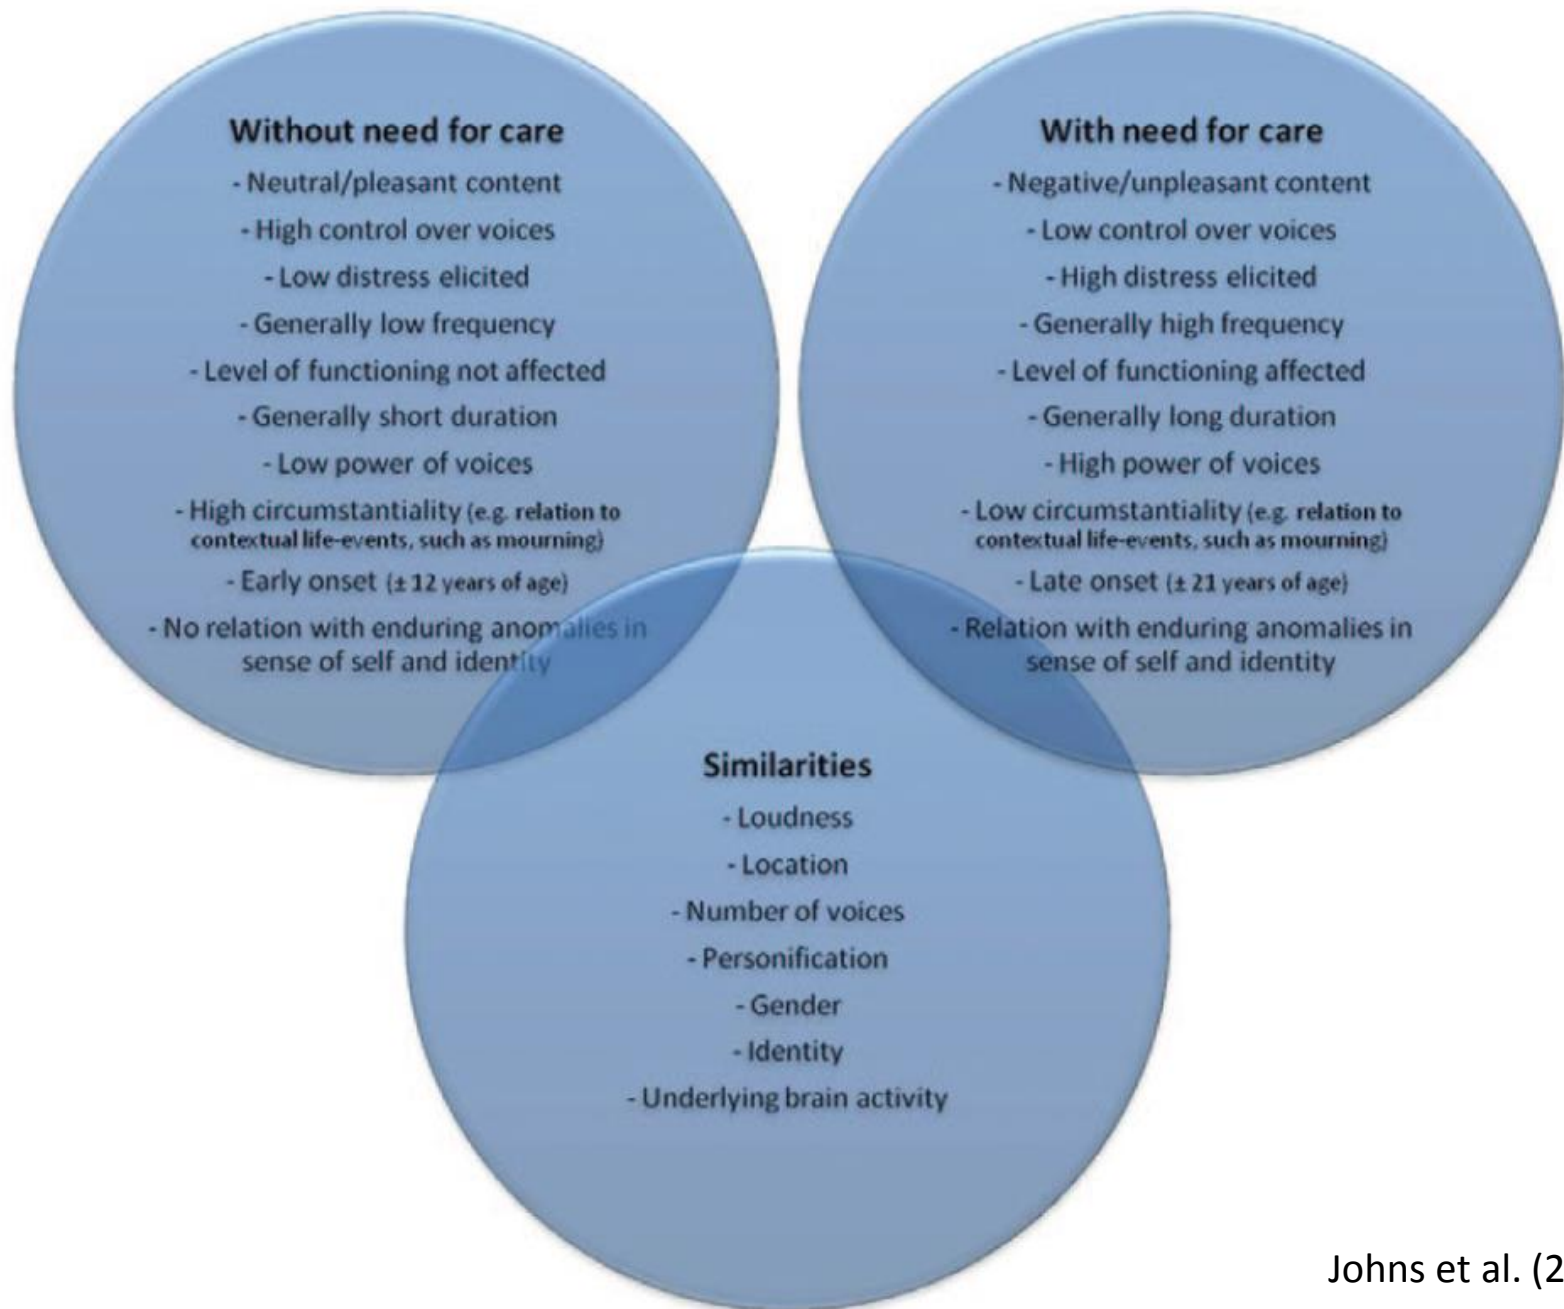 Without need for care
- Neutral/pleasant content
- High control over voices
- Low distress elicited
- Generally low frequency
- Level of functioning not affected
- Generally short duration
- Low power of voices
- High circumstantiality (e.g. relation to
contextual life-events, such as mourning)
- Early onset (± 12 years of age)
- No relation with enduring anomalies in
sense of self and identity
With need for care
- Negative/unpleasant content
- Low control over voices
- High distress elicited
- Generally high frequency
- Level of functioning affected
- Generally long duration
- High power of voices
- Low circumstantiality (e.g. relation to
contextual life-events, such as mourning)
- Late onset (± 21 years of age)
- Relation with enduring anomalies in
sense of self and identity
Similarities
- Loudness
- Location
- Number of voices
- Personification
- Gender
- Identity
- Underlying brain activity
Johns et al. (2